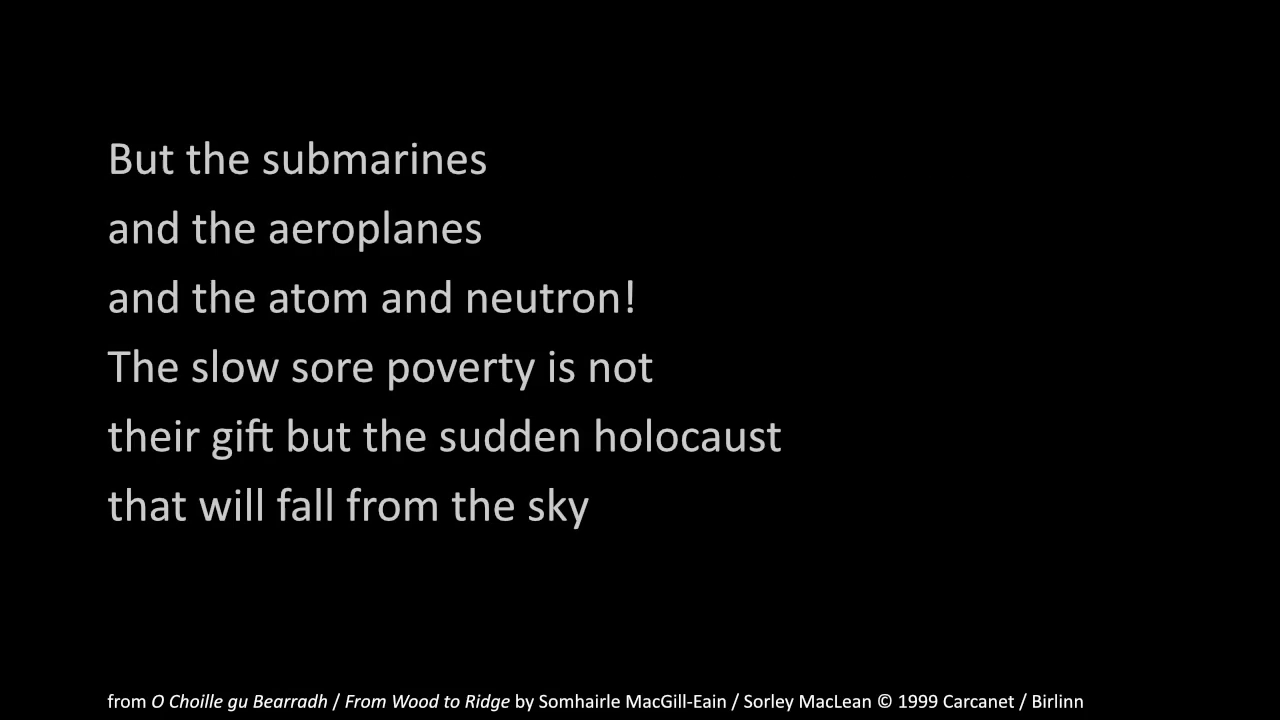 But the submarines
and the aeroplanes
and the atom and neutron!
The slow sore poverty is not
their gift but the sudden holocaust
that will fall from the sky
from O Choille gu Bearradh / From Wood to Ridge by Somhairle MacGill-Eain / Sorley MacLean © 1999 Carcanet / Birlinn